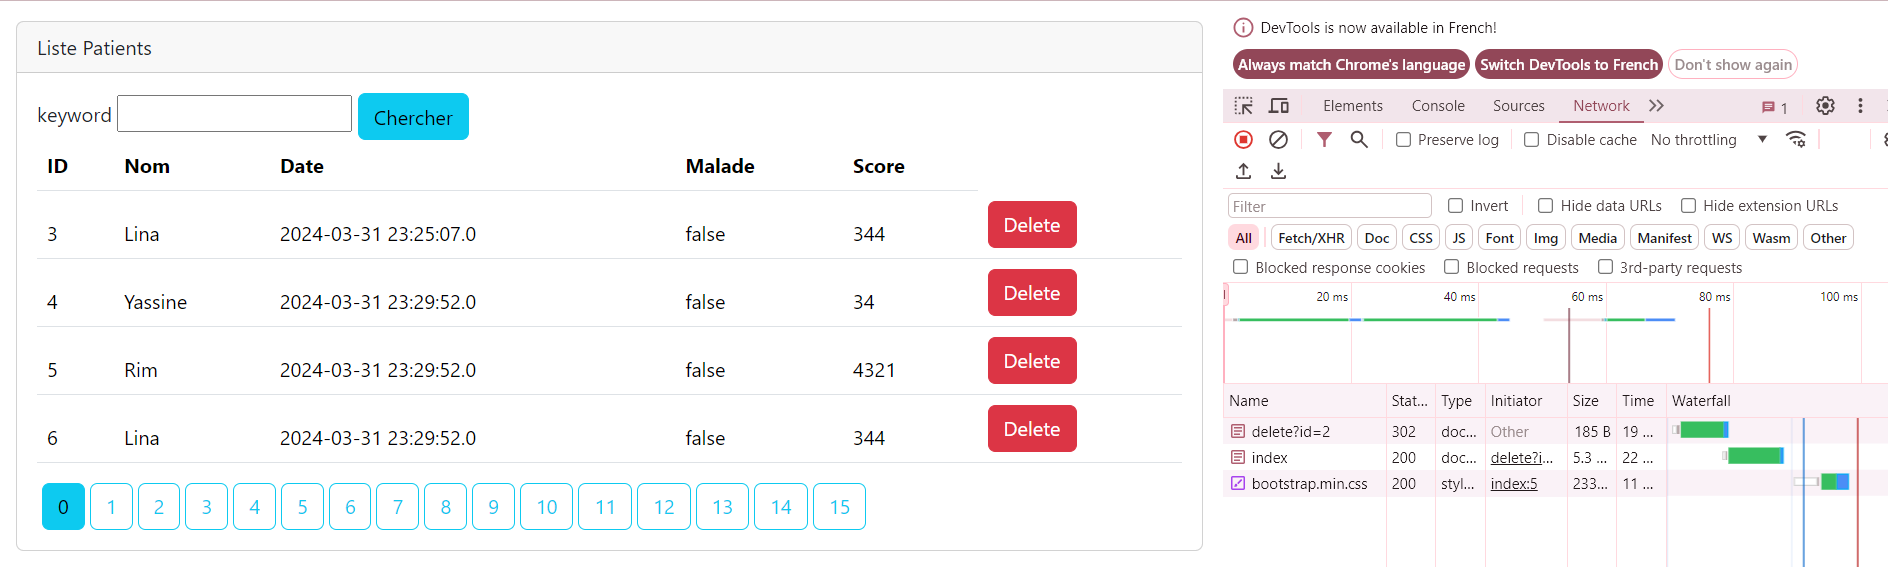 Liste Patients
keyword Chercher
ID Nom Date Malade Score
3 Lina 2024-03-31 23:25:07.0 false 344 Delete
4 Yassine 2024-03-31 23:29:52.0 false 34 Delete
5 Rim 2024-03-31 23:29:52.0 false 4321 Delete
6 Lina 2024-03-31 23:29:52.0 false 344 Delete
0 1 2 3 4 5 6 7 8 9 10 11 12 13 14 15
DevTools is now available in French!
Always match Chrome's language Switch DevTools to French Don't show again
Elements Console Sources Network 1
Preserve log Disable cache No throttling
Filter Invert Hide data URLs Hide extension URLs
All Fetch/XHR Doc CSS JS Font Img Media Manifest WS Wasm Other
Blocked response cookies Blocked requests 3rd-party requests
20 ms 40 ms 60 ms 80 ms 100 ms
Name Stat... Type Initiator Size Time Waterfall
delete?id=2 302 doc... Other 185 B 19 ...
index 200 doc... delete?i... 5.3 ... 22 ...
bootstrap.min.css 200 styl... index:5 233... 11 ...